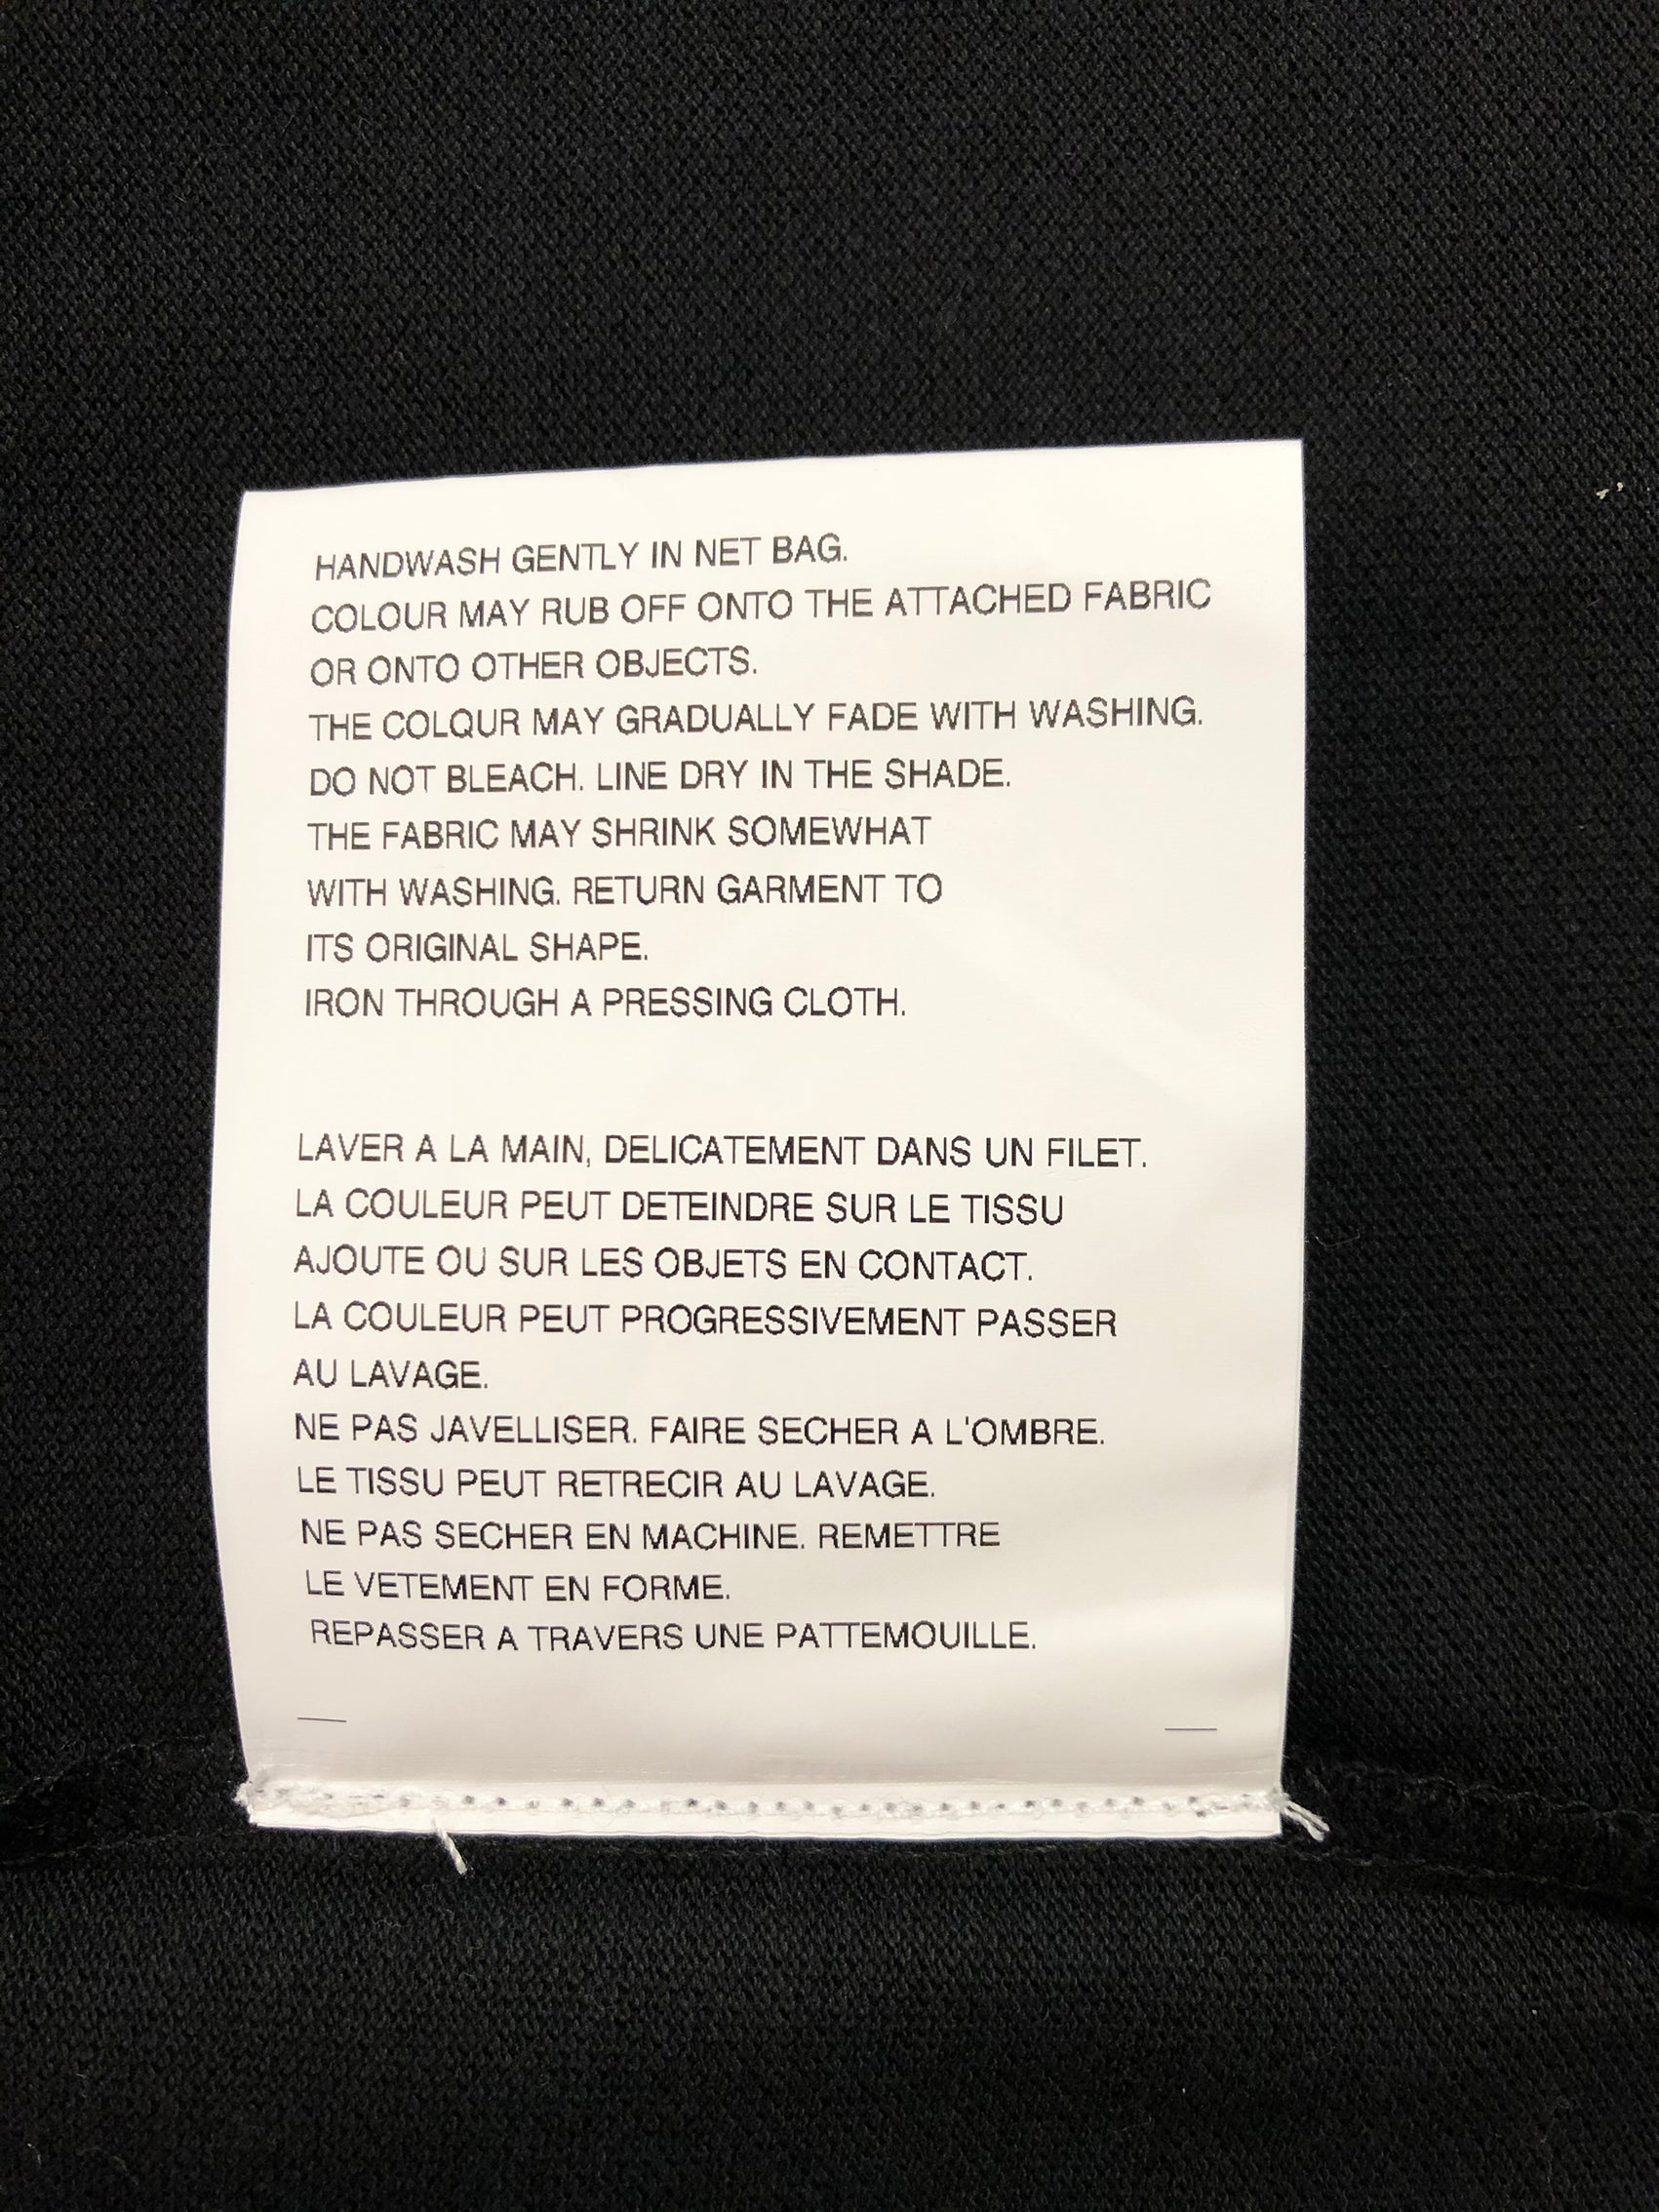 HANDWASH GENTLY IN NET BAG.
COLOUR MAY RUB OFF ONTO THE ATTACHED FABRIC
OR ONTO OTHER OBJECTS.
THE COLOUR MAY GRADUALLY FADE WITH WASHING.
DO NOT BLEACH. LINE DRY IN THE SHADE.
THE FABRIC MAY SHRINK SOMEWHAT
WITH WASHING. RETURN GARMENT TO
ITS ORIGINAL SHAPE.
IRON THROUGH A PRESSING CLOTH.
LAVER A LA MAIN, DELICATEMENT DANS UN FILET.
LA COULEUR PEUT DETEINDRE SUR LE TISSU
AJOUTE OU SUR LES OBJETS EN CONTACT.
LA COULEUR PEUT PROGRESSIVEMENT PASSER
AU LAVAGE.
NE PAS JAVELLISER. FAIRE SECHER A L'OMBRE.
LE TISSU PEUT RETRECIR AU LAVAGE.
NE PAS SECHER EN MACHINE. REMETTRE
LE VETEMENT EN FORME.
REPASSER A TRAVERS UNE PATTEMOUILLE.